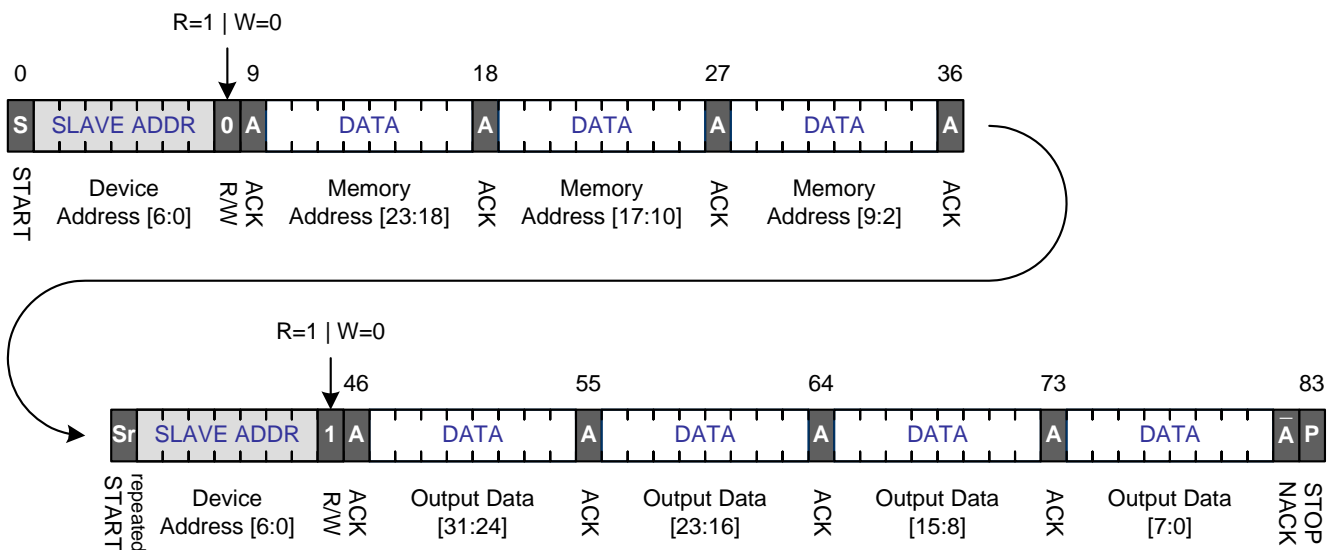 R=1 | W=0
0 9 18 27 36
S SLAVE ADDR 0 A DATA A DATA A DATA A
START Device Address [6:0] R/W ACK Memory Address [23:18] ACK Memory Address [17:10] ACK Memory Address [9:2] ACK
R=1 | W=0
46 55 64 73 83
Sr SLAVE ADDR 1 A DATA A DATA A DATA A DATA A̅ P
repeated START Device Address [6:0] R/W ACK Output Data [31:24] ACK Output Data [23:16] ACK Output Data [15:8] ACK Output Data [7:0] NACK STOP